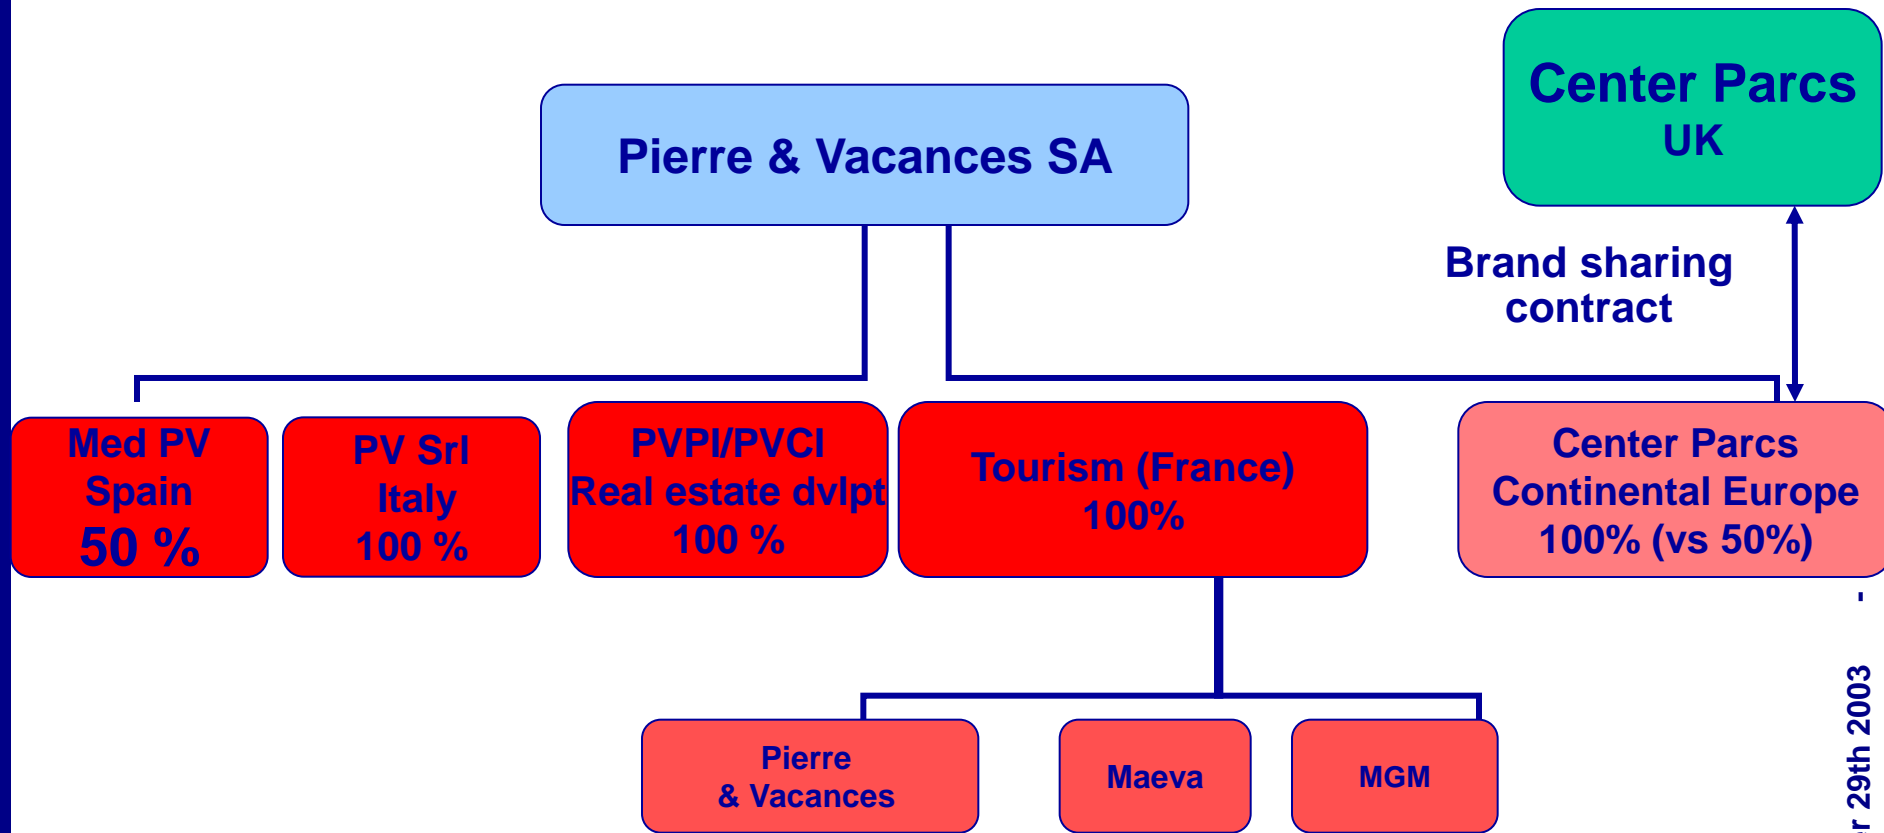 Center Parcs
UK
Pierre & Vacances SA
Brand sharing
contract
Med PV
Spain
50 %
PV Srl
Italy
100 %
PVPI/PVCI
Real estate dvlpt
100 %
Tourism (France)
100%
Center Parcs
Continental Europe
100% (vs 50%)
Pierre
& Vacances
Maeva
MGM
29th 2003 -